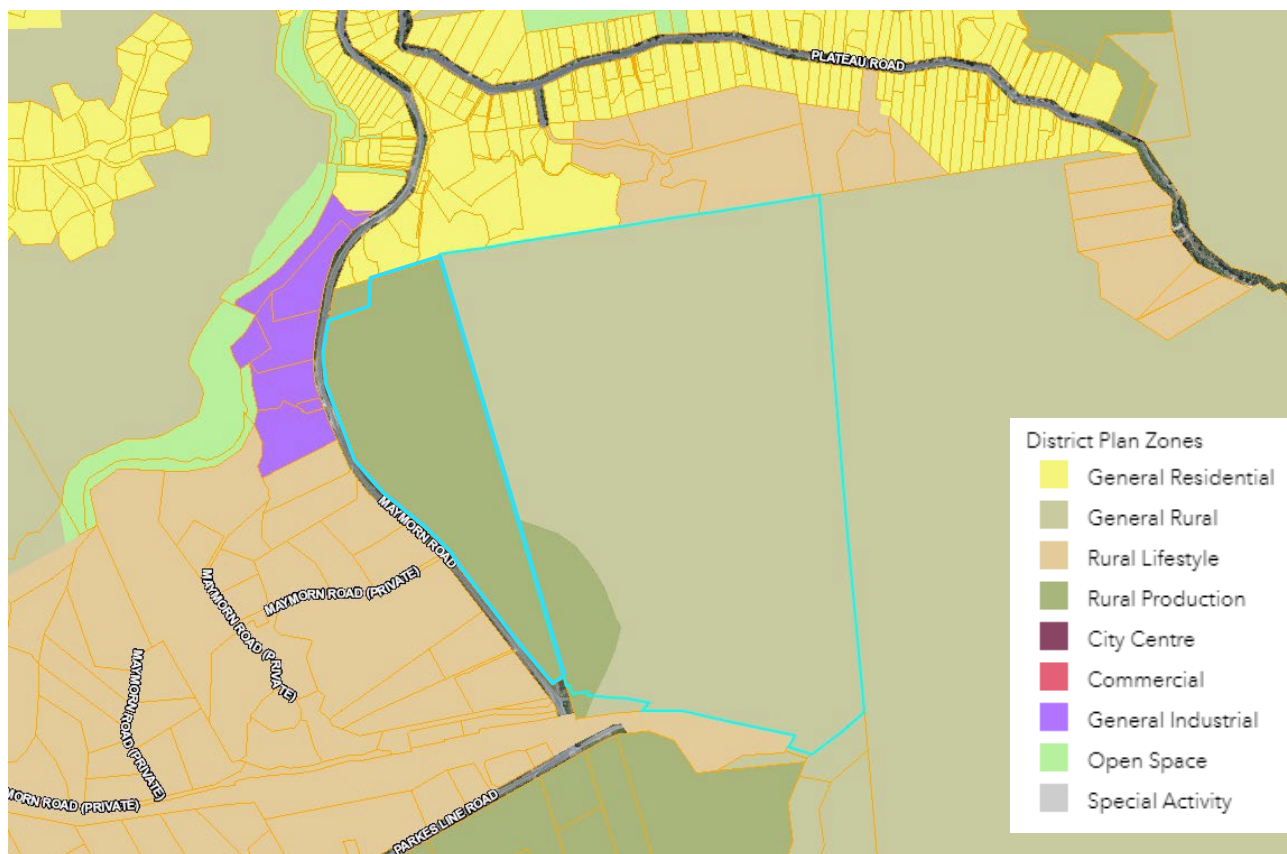 PLATEAU ROAD
MAYMORN ROAD
MAYMORN ROAD (PRIVATE)
MAYMORN ROAD (PRIVATE)
MAYMORN ROAD (PRIVATE)
MORN ROAD (PRIVATE)
PARKES LINE ROAD
District Plan Zones
General Residential
General Rural
Rural Lifestyle
Rural Production
City Centre
Commercial
General Industrial
Open Space
Special Activity